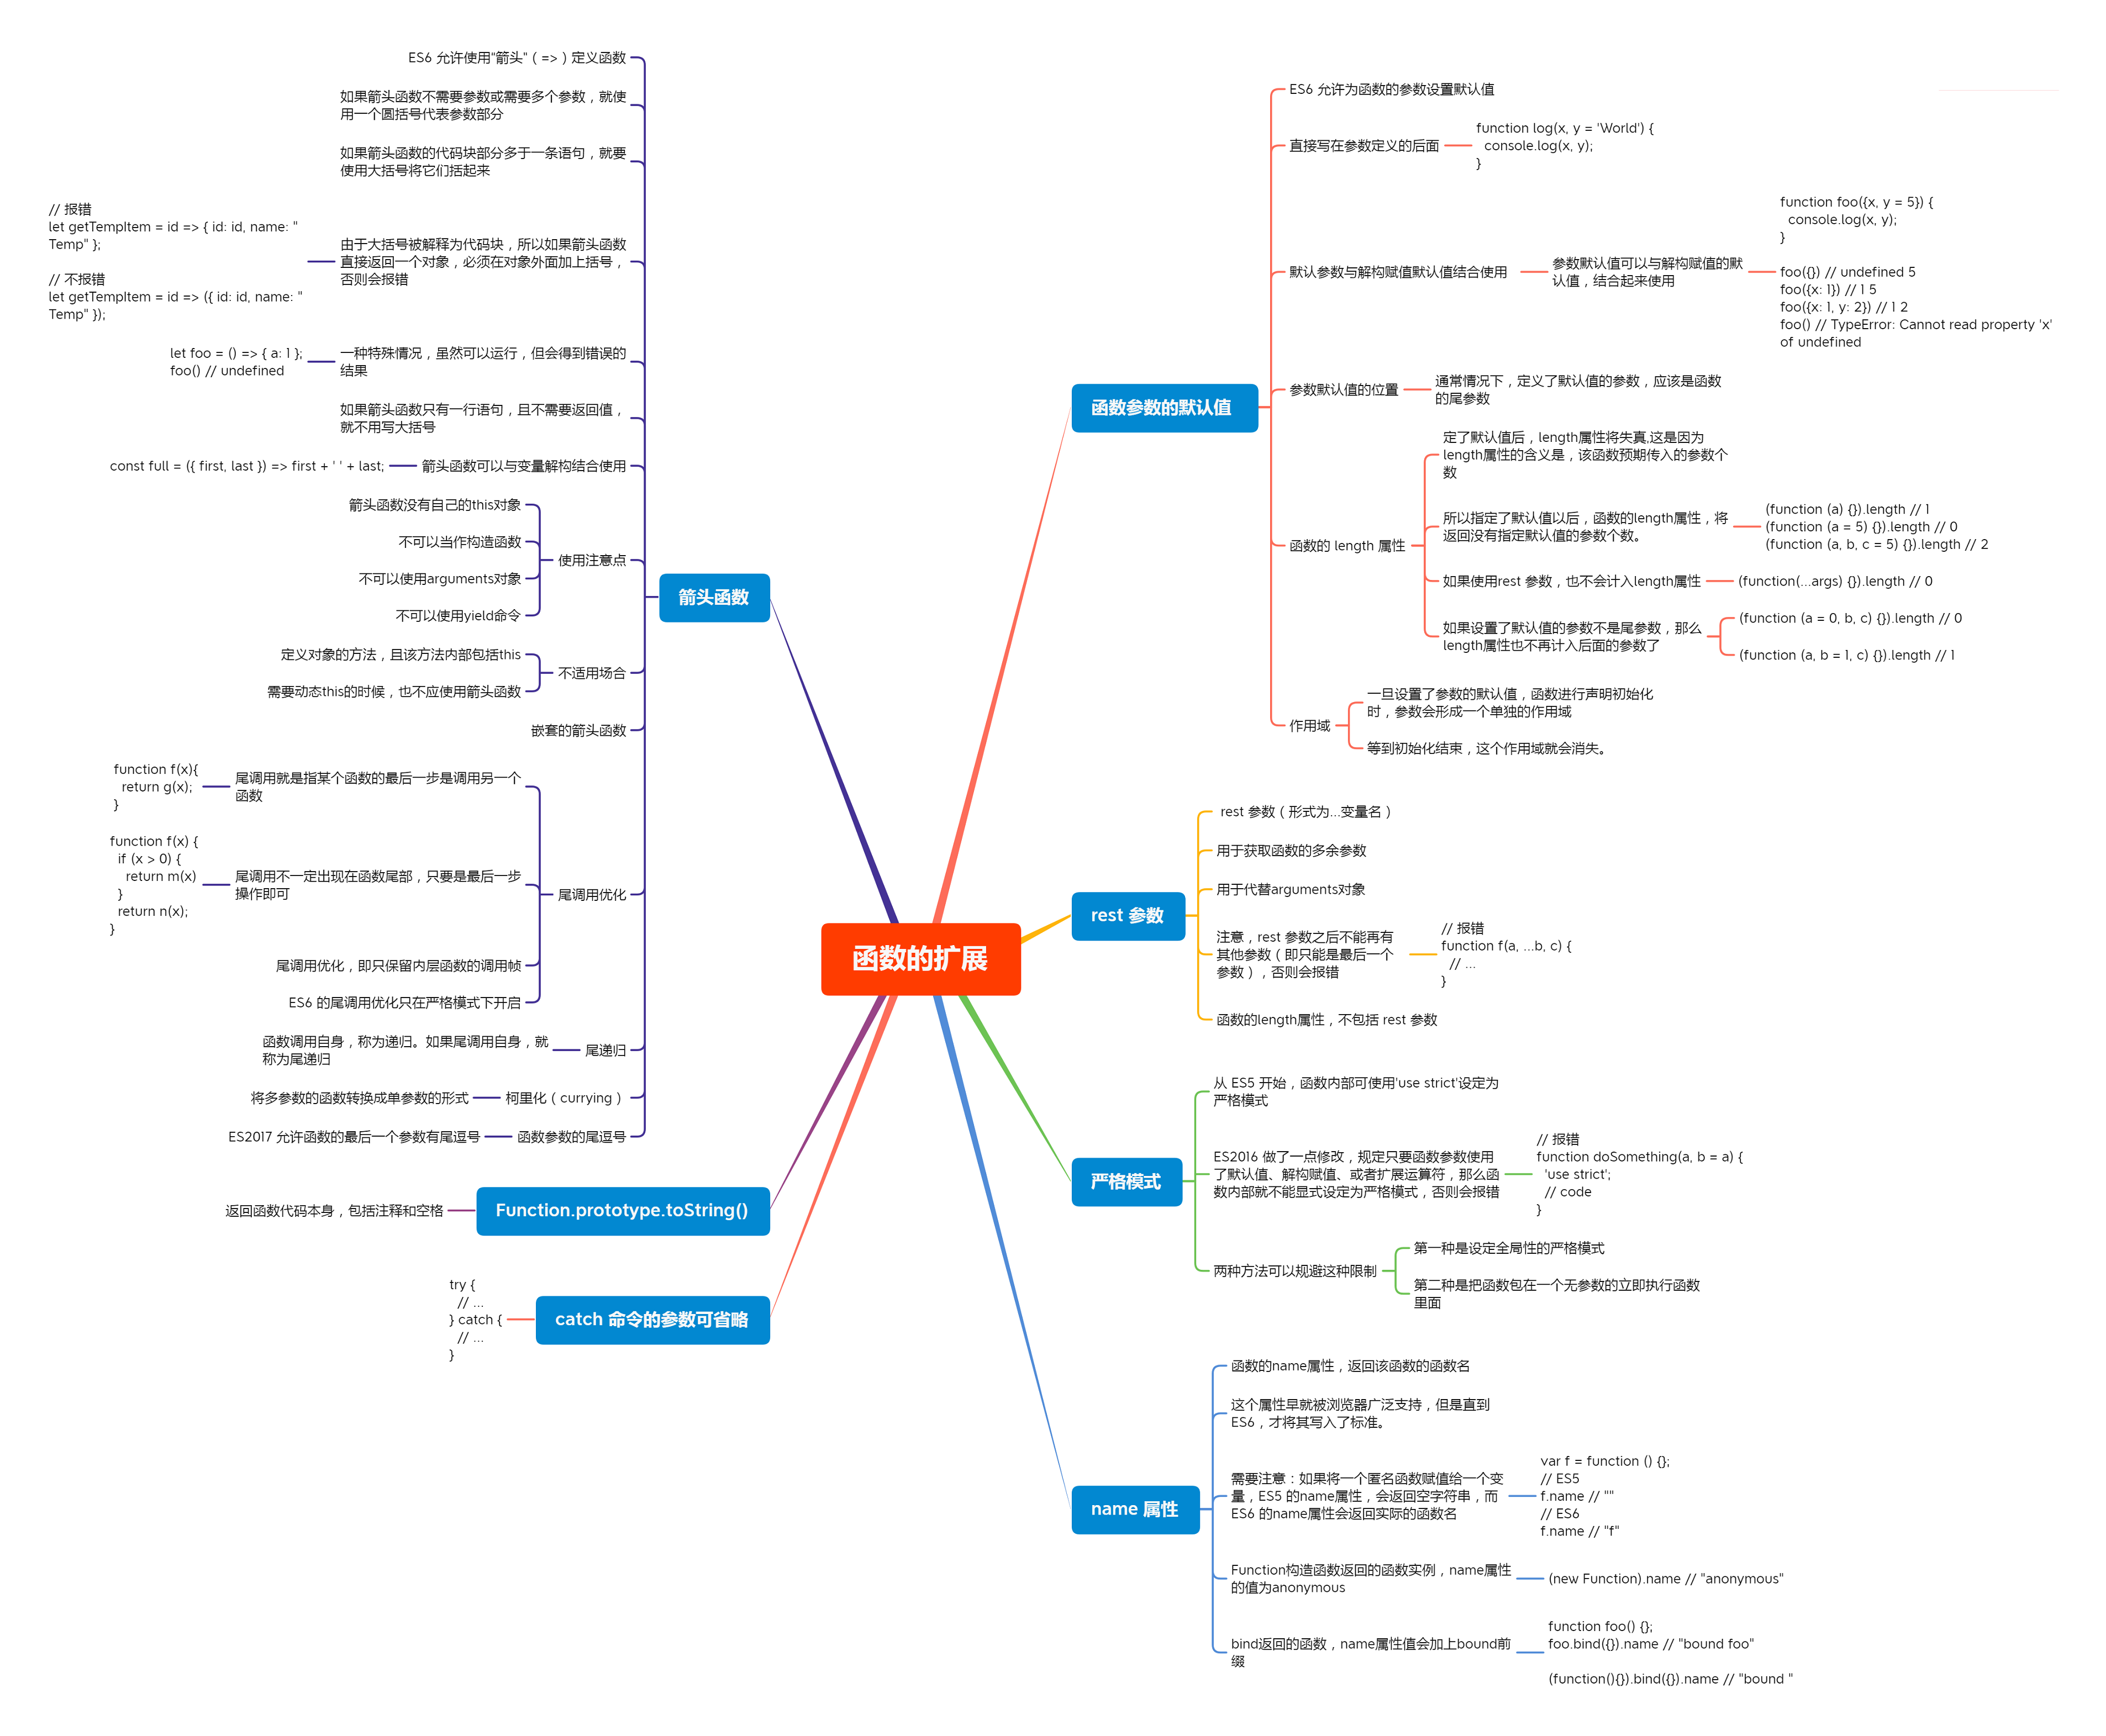 函数的扩展
函数参数的默认值
ES6 允许为函数的参数设置默认值
直接写在参数定义的后面
function log(x, y = 'World') {
console.log(x, y);
}
默认参数与解构赋值默认值结合使用
参数默认值可以与解构赋值的默
认值，结合起来使用
function foo({x, y = 5}) {
console.log(x, y);
}
foo({}) // undefined 5
foo({x: 1}) // 1 5
foo({x: 1, y: 2}) // 1 2
foo() // TypeError: Cannot read property 'x'
of undefined
参数默认值的位置
通常情况下，定义了默认值的参数，应该是函数
的尾参数
函数的 length 属性
定了默认值后，length属性将失真,这是因为
length属性的含义是，该函数预期传入的参数个
数
所以指定了默认值以后，函数的length属性，将
返回没有指定默认值的参数个数。
(function (a) {}).length // 1
(function (a = 5) {}).length // 0
(function (a, b, c = 5) {}).length // 2
如果使用rest 参数，也不会计入length属性
(function(...args) {}).length // 0
如果设置了默认值的参数不是尾参数，那么
length属性也不再计入后面的参数了
(function (a = 0, b, c) {}).length // 0
(function (a, b = 1, c) {}).length // 1
作用域
一旦设置了参数的默认值，函数进行声明初始化
时，参数会形成一个单独的作用域
等到初始化结束，这个作用域就会消失。
rest 参数
rest 参数（形式为...变量名）
用于获取函数的多余参数
用于代替arguments对象
注意，rest 参数之后不能再有
其他参数（即只能是最后一个
参数），否则会报错
// 报错
function f(a, ...b, c) {
// ...
}
函数的length属性，不包括 rest 参数
严格模式
从 ES5 开始，函数内部可使用'use strict'设定为
严格模式
ES2016 做了一点修改，规定只要函数参数使用
了默认值、解构赋值、或者扩展运算符，那么函
数内部就不能显式设定为严格模式，否则会报错
// 报错
function doSomething(a, b = a) {
'use strict';
// code
}
两种方法可以规避这种限制
第一种是设定全局性的严格模式
第二种是把函数包在一个无参数的立即执行函数
里面
name 属性
函数的name属性，返回该函数的函数名
这个属性早就被浏览器广泛支持，但是直到
ES6，才将其写入了标准。
需要注意：如果将一个匿名函数赋值给一个变
量，ES5 的name属性，会返回空字符串，而
ES6 的name属性会返回实际的函数名
var f = function () {};
// ES5
f.name // ""
// ES6
f.name // "f"
Function构造函数返回的函数实例，name属性
的值为anonymous
(new Function).name // "anonymous"
bind返回的函数，name属性值会加上bound前
缀
function foo() {};
foo.bind({}).name // "bound foo"
(function(){}).bind({}).name // "bound "
箭头函数
ES6 允许使用"箭头"（ => ）定义函数
如果箭头函数不需要参数或需要多个参数，就使
用一个圆括号代表参数部分
如果箭头函数的代码块部分多于一条语句，就要
使用大括号将它们括起来
由于大括号被解释为代码块，所以如果箭头函数
直接返回一个对象，必须在对象外面加上括号，
否则会报错
// 报错
let getTempItem = id => { id: id, name: "
Temp" };
// 不报错
let getTempItem = id => ({ id: id, name: "
Temp" });
一种特殊情况，虽然可以运行，但会得到错误的
结果
let foo = () => { a: 1 };
foo() // undefined
如果箭头函数只有一行语句，且不需要返回值，
就不用写大括号
箭头函数可以与变量解构结合使用
const full = ({ first, last }) => first + ' ' + last;
使用注意点
箭头函数没有自己的this对象
不可以当作构造函数
不可以使用arguments对象
不可以使用yield命令
不适用场合
定义对象的方法，且该方法内部包括this
需要动态this的时候，也不应使用箭头函数
嵌套的箭头函数
尾调用优化
尾调用就是指某个函数的最后一步是调用另一个
函数
function f(x){
return g(x);
}
尾调用不一定出现在函数尾部，只要是最后一步
操作即可
function f(x) {
if (x > 0) {
return m(x)
}
return n(x);
}
尾调用优化，即只保留内层函数的调用帧
ES6 的尾调用优化只在严格模式下开启
尾递归
函数调用自身，称为递归。如果尾调用自身，就
称为尾递归
柯里化（currying）
将多参数的函数转换成单参数的形式
函数参数的尾逗号
ES2017 允许函数的最后一个参数有尾逗号
Function.prototype.toString()
返回函数代码本身，包括注释和空格
catch 命令的参数可省略
try {
// ...
} catch {
// ...
}